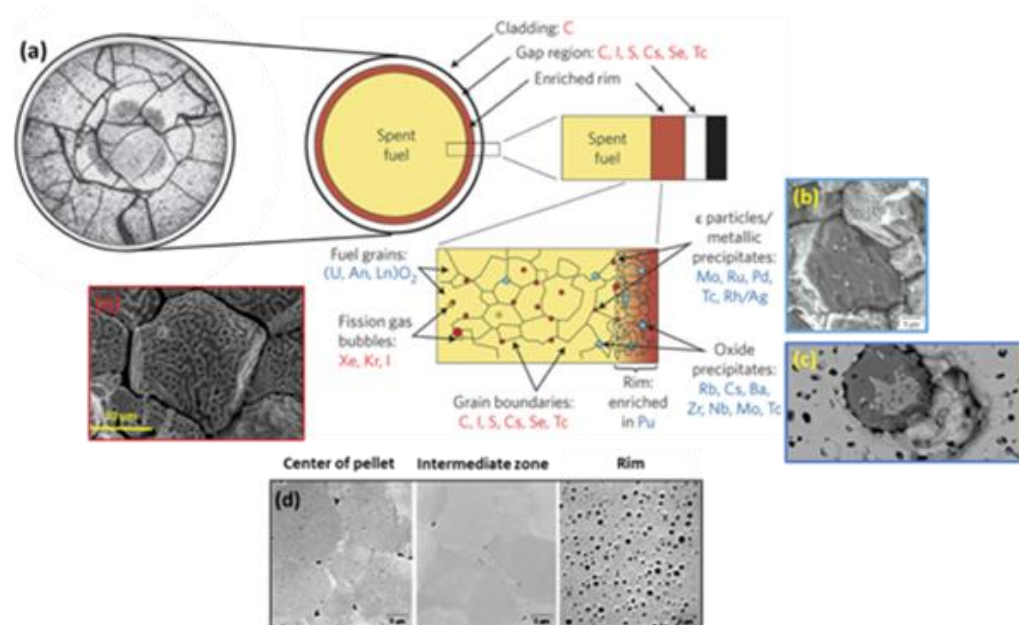 (a)
Cladding: C
Gap region: C, I, S, Cs, Se, Tc
Enriched rim
Spent
fuel
Spent
fuel
(b)
Fuel grains:
(U, An, Ln)O₂
Fission gas
bubbles:
Xe, Kr, I
Grain boundaries:
C, I, S, Cs, Se, Tc
Rim:
enriched
in Pu
ε particles/
metallic
precipitates:
Mo, Ru, Pd,
Tc, Rh/Ag
Oxide
precipitates:
Rb, Cs, Ba,
Zr, Nb, Mo, Tc
(c)
Center of pellet
Intermediate zone
Rim
(d)